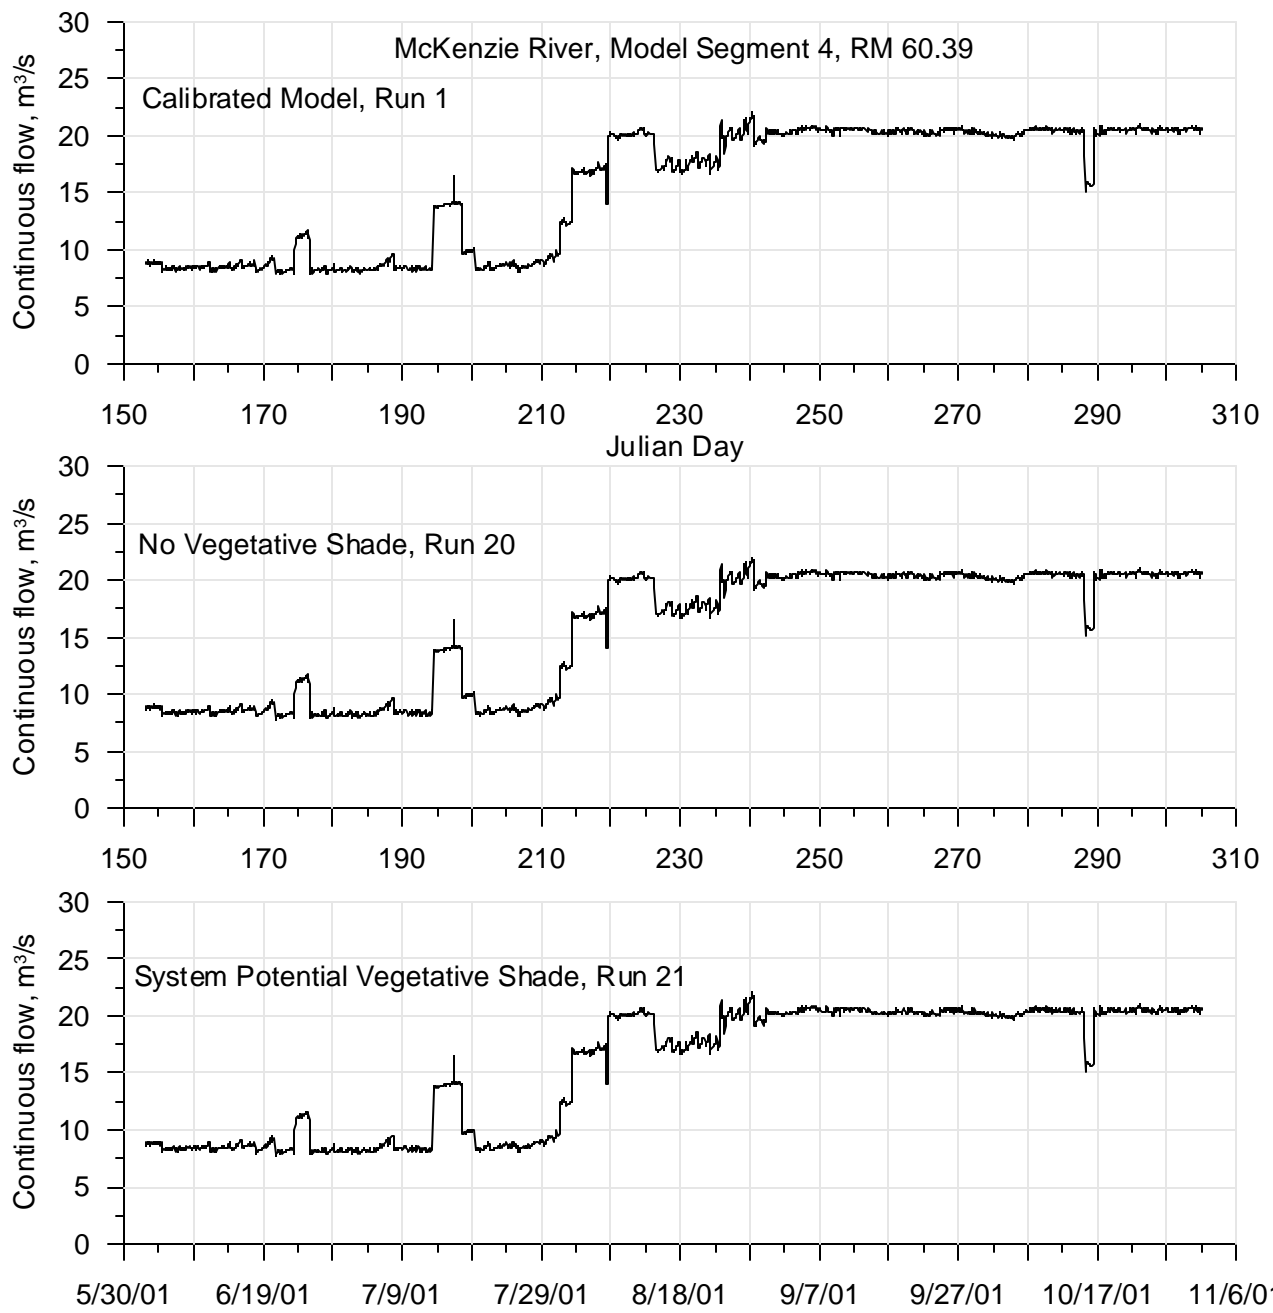 McKenzie River, Model Segment 4, RM 60.39
Calibrated Model, Run 1
Continuous flow, m³/s
30
25
20
15
10
5
0
150 170 190 210 230 250 270 290 310
Julian Day
No Vegetative Shade, Run 20
Continuous flow, m³/s
30
25
20
15
10
5
0
150 170 190 210 230 250 270 290 310
System Potential Vegetative Shade, Run 21
Continuous flow, m³/s
30
25
20
15
10
5
0
5/30/01 6/19/01 7/9/01 7/29/01 8/18/01 9/7/01 9/27/01 10/17/01 11/6/0